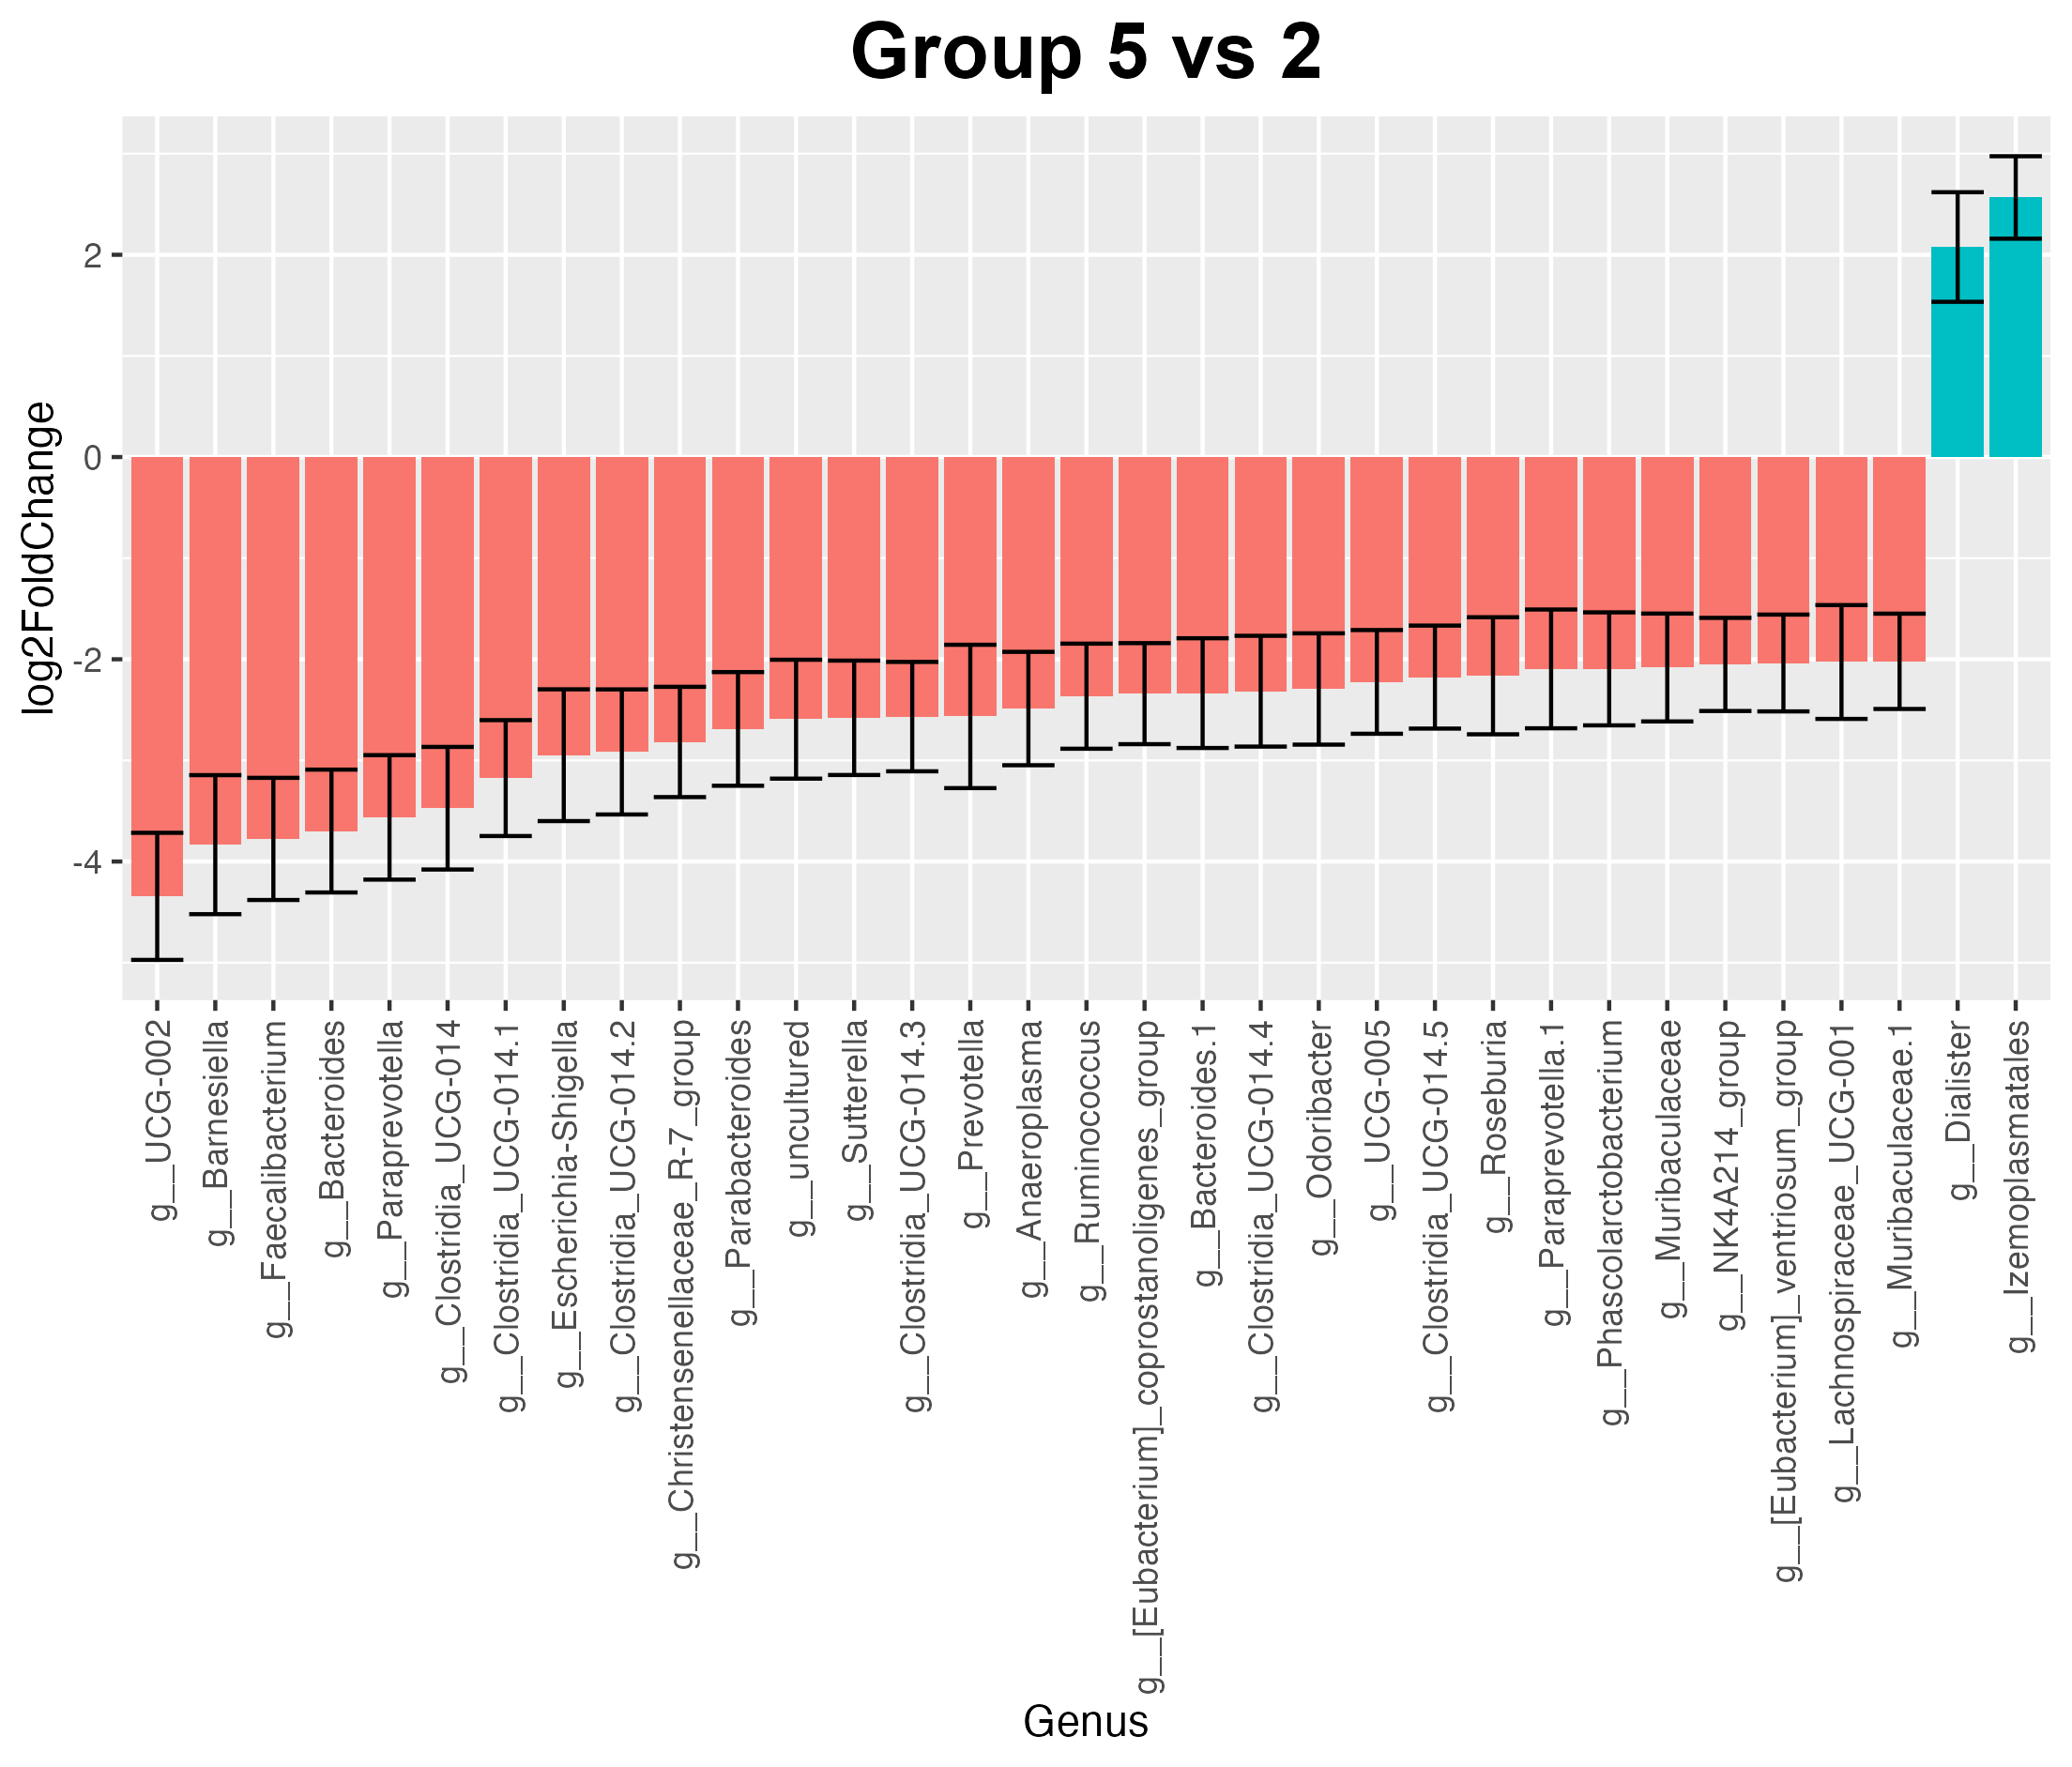 Group 5 vs 2
log2FoldChange
2
0
-2
-4
g__UCG-002
g__Barnesiella
g__Faecalibacterium
g__Bacteroides
g__Paraprevotella
g__Clostridia_UCG-014
g__Clostridia_UCG-014.1
g__Escherichia-Shigella
g__Clostridia_UCG-014.2
g__Christensenellaceae_R-7_group
g__Parabacteroides
g__uncultured
g__Sutterella
g__Clostridia_UCG-014.3
g__Prevotella
g__Anaeroplasma
g__Ruminococcus
g__[Eubacterium]_coprostanoligenes_group
g__Bacteroides.1
g__Clostridia_UCG-014.4
g__Odoribacter
g__UCG-005
g__Clostridia_UCG-014.5
g__Roseburia
g__Paraprevotella.1
g__Phascolarctobacterium
g__Muribaculaceae
g__NK4A214_group
g__[Eubacterium]_ventriosum_group
g__Lachnospiraceae_UCG-001
g__Muribaculaceae.1
g__Dialister
g__Izemoplasmatales
Genus